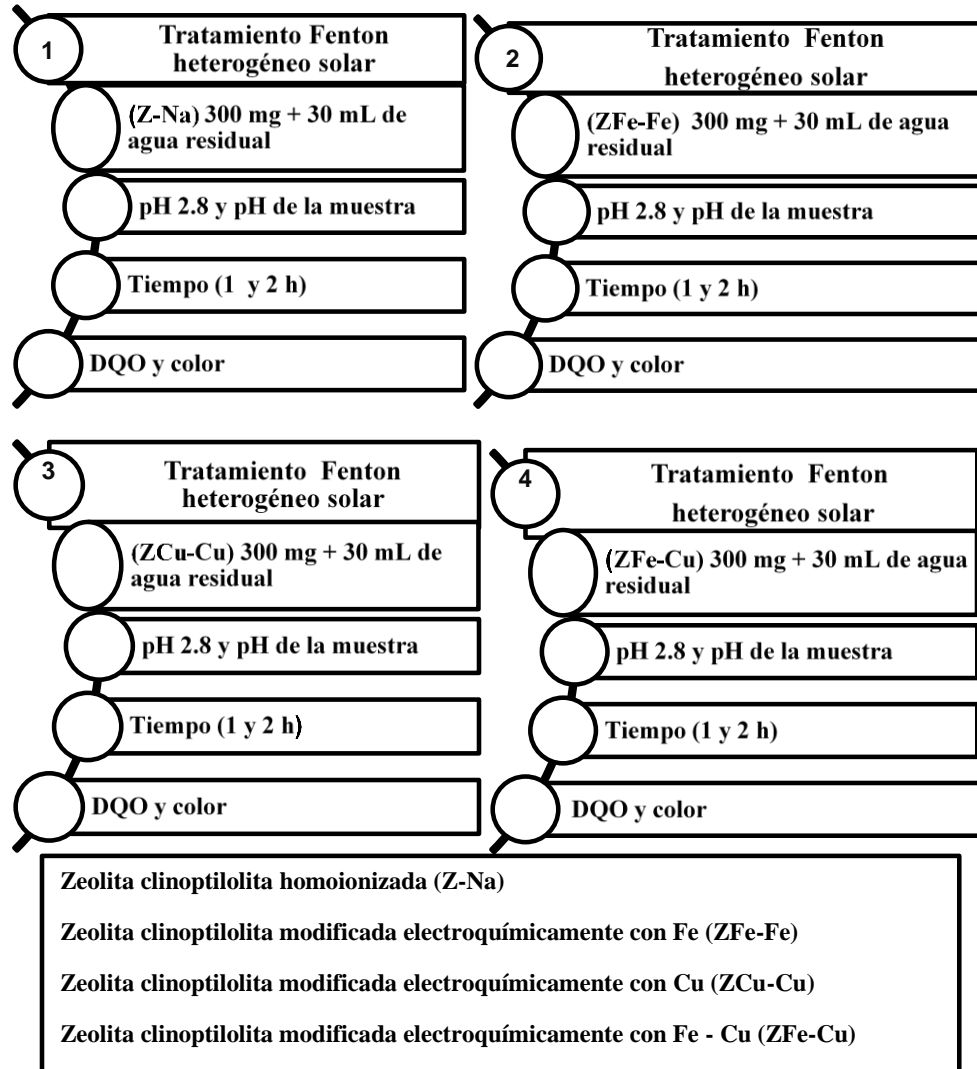 1
Tratamiento Fenton
heterogéneo solar
(Z-Na) 300 mg + 30 mL de
agua residual
pH 2.8 y pH de la muestra
Tiempo (1 y 2 h)
DQO y color
2
Tratamiento Fenton
heterogéneo solar
(ZFe-Fe) 300 mg + 30 mL de agua
residual
pH 2.8 y pH de la muestra
Tiempo (1 y 2 h)
DQO y color
3
Tratamiento Fenton
heterogéneo solar
(ZCu-Cu) 300 mg + 30 mL de
agua residual
pH 2.8 y pH de la muestra
Tiempo (1 y 2 h)
DQO y color
4
Tratamiento Fenton
heterogéneo solar
(ZFe-Cu) 300 mg + 30 mL de agua
residual
pH 2.8 y pH de la muestra
Tiempo (1 y 2 h)
DQO y color
Zeolita clinoptilolita homoionizada (Z-Na)
Zeolita clinoptilolita modificada electroquímicamente con Fe (ZFe-Fe)
Zeolita clinoptilolita modificada electroquímicamente con Cu (ZCu-Cu)
Zeolita clinoptilolita modificada electroquímicamente con Fe - Cu (ZFe-Cu)